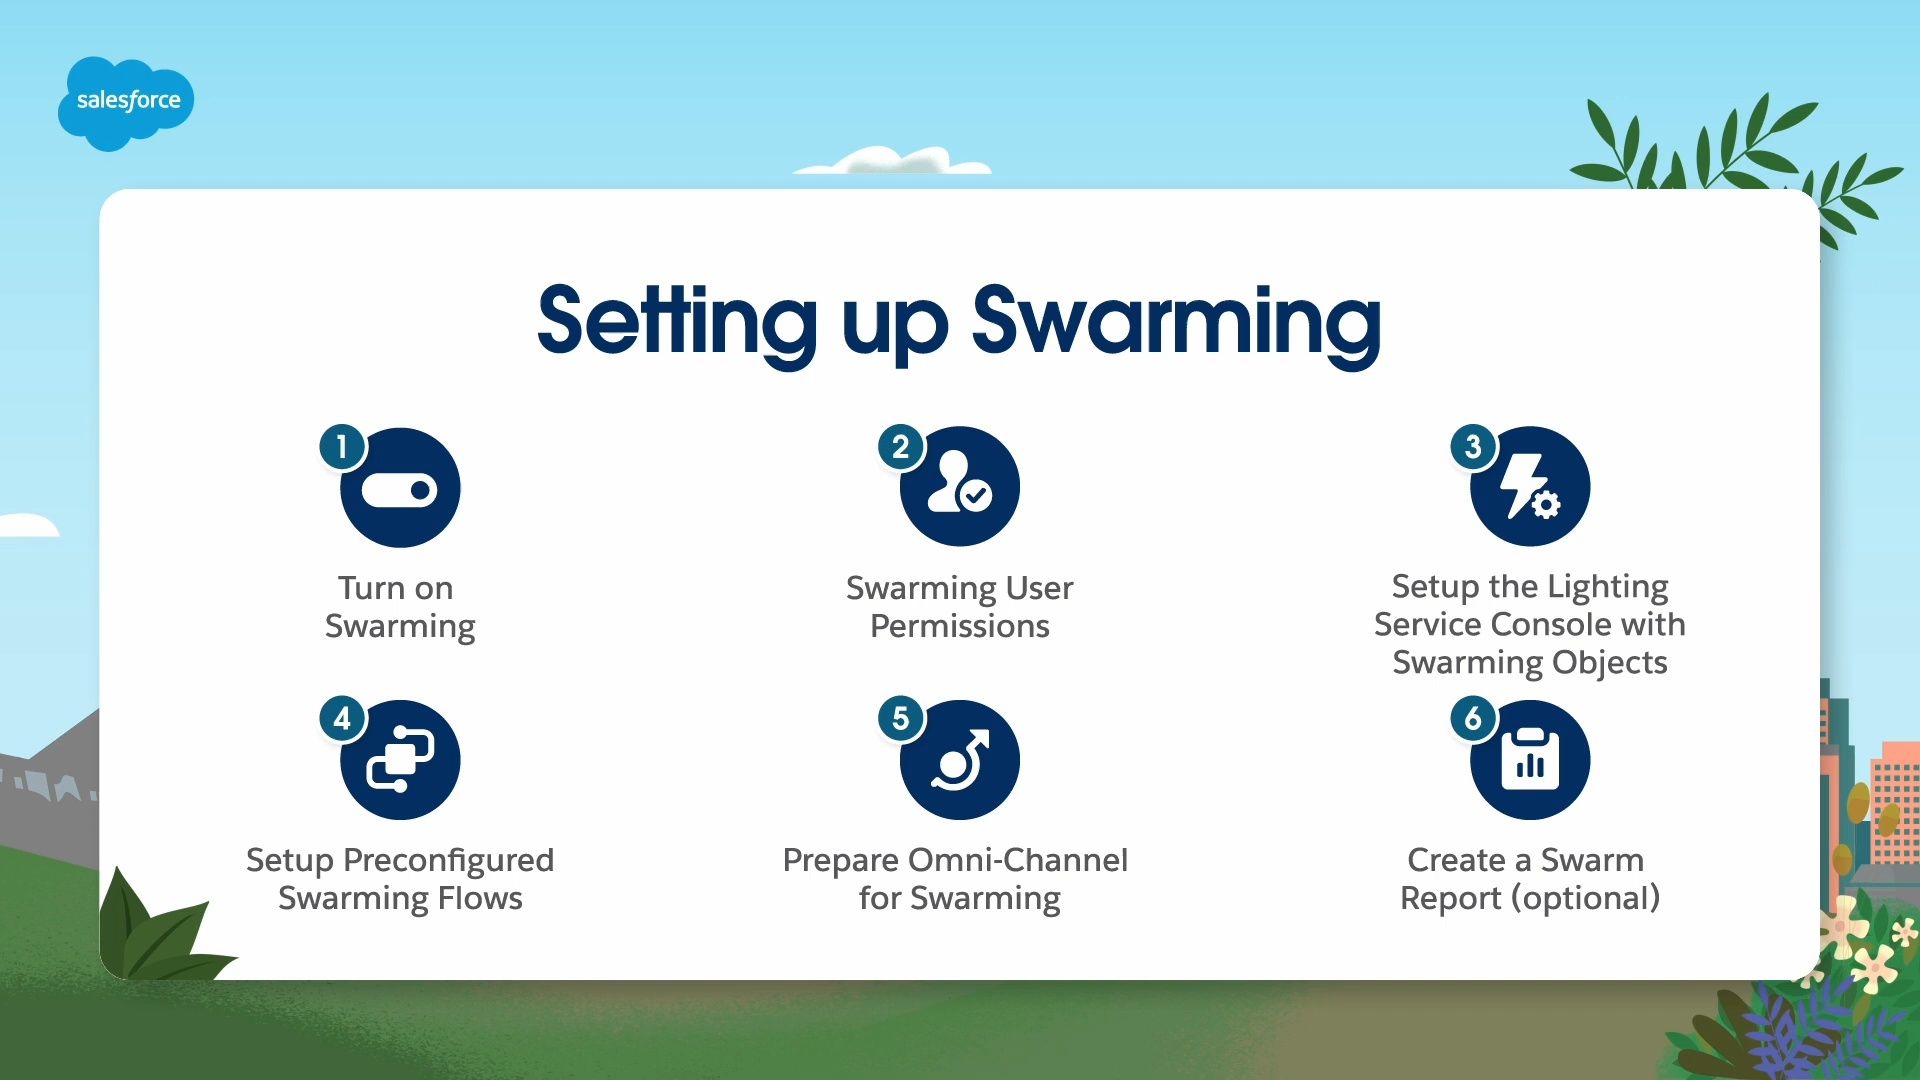 salesforce
Setting up Swarming
1
Turn on
Swarming
2
Swarming User
Permissions
3
Setup the Lighting
Service Console with
Swarming Objects
4
Setup Preconfigured
Swarming Flows
5
Prepare Omni-Channel
for Swarming
6
Create a Swarm
Report (optional)